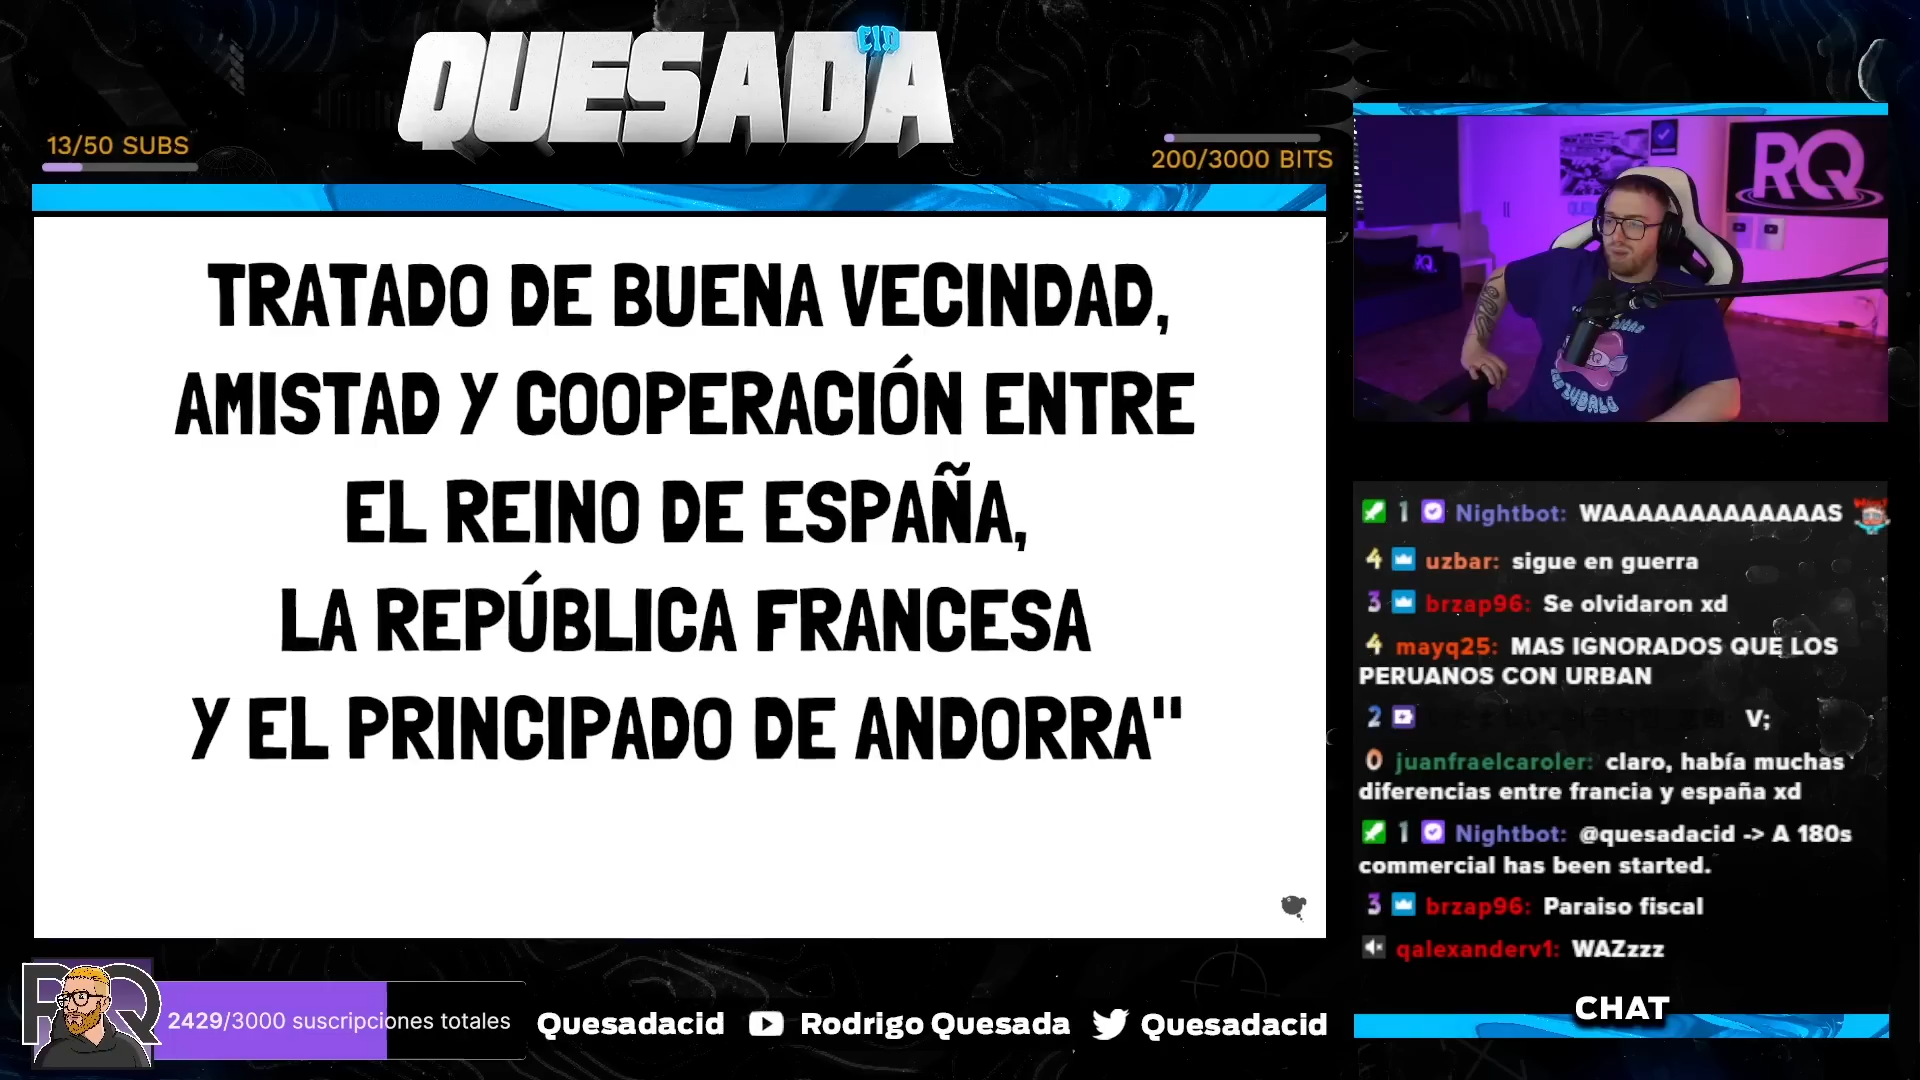 QUESADA
CID
13/50 SUBS
200/3000 BITS
TRATADO DE BUENA VECINDAD,
AMISTAD Y COOPERACIÓN ENTRE
EL REINO DE ESPAÑA,
LA REPÚBLICA FRANCESA
Y EL PRINCIPADO DE ANDORRA"
RQ
RQ.
1 Nightbot: WAAAAAAAAAAAAAS
4 uzbar: sigue en guerra
3 brzap96: Se olvidaron xd
4 mayq25: MAS IGNORADOS QUE LOS
PERUANOS CON URBAN
2 V;
0 juanfraelcaroler: claro, había muchas
diferencias entre francia y españa xd
1 Nightbot: @quesadacid -> A 180s
commercial has been started.
3 brzap96: Paraiso fiscal
qalexanderv1: WAZzzz
CHAT
RQ
2429/3000 suscripciones totales
Quesadacid
Rodrigo Quesada
Quesadacid